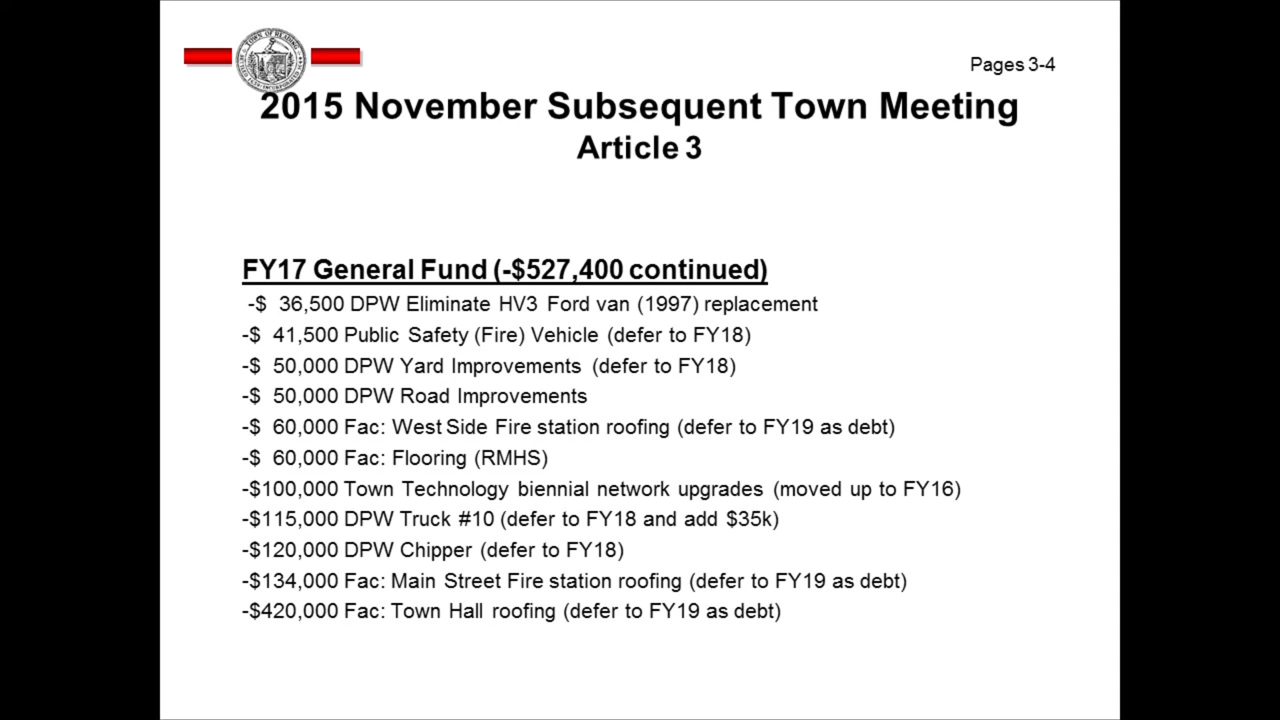 Pages 3-4
2015 November Subsequent Town Meeting
Article 3
FY17 General Fund (-$527,400 continued)
-$ 36,500 DPW Eliminate HV3 Ford van (1997) replacement
-$ 41,500 Public Safety (Fire) Vehicle (defer to FY18)
-$ 50,000 DPW Yard Improvements (defer to FY18)
-$ 50,000 DPW Road Improvements
-$ 60,000 Fac: West Side Fire station roofing (defer to FY19 as debt)
-$ 60,000 Fac: Flooring (RMHS)
-$100,000 Town Technology biennial network upgrades (moved up to FY16)
-$115,000 DPW Truck #10 (defer to FY18 and add $35k)
-$120,000 DPW Chipper (defer to FY18)
-$134,000 Fac: Main Street Fire station roofing (defer to FY19 as debt)
-$420,000 Fac: Town Hall roofing (defer to FY19 as debt)